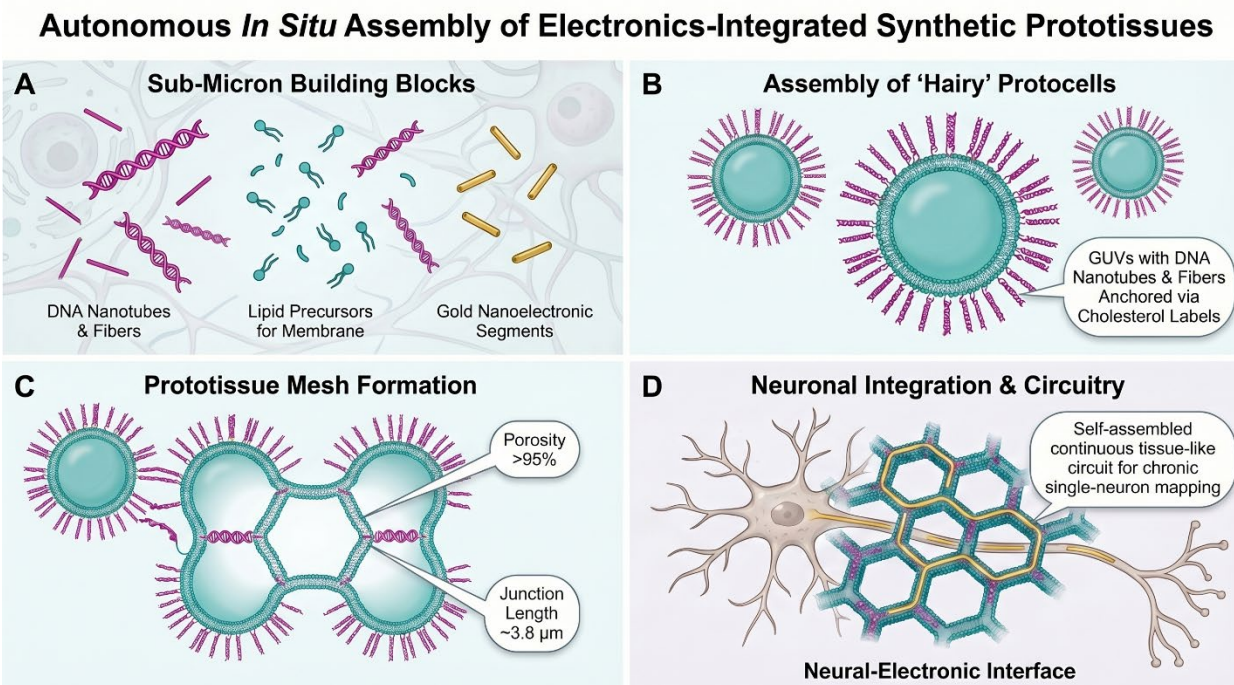 Autonomous In Situ Assembly of Electronics-Integrated Synthetic Prototissues
A
Sub-Micron Building Blocks
DNA Nanotubes
& Fibers
Lipid Precursors
for Membrane
Gold Nanoelectronic
Segments
B
Assembly of ‘Hairy’ Protocells
GUVs with DNA
Nanotubes & Fibers
Anchored via
Cholesterol Labels
C
Prototissue Mesh Formation
Porosity
>95%
Junction
Length
~3.8 µm
D
Neuronal Integration & Circuitry
Self-assembled
continuous tissue-like
circuit for chronic
single-neuron mapping
Neural-Electronic Interface